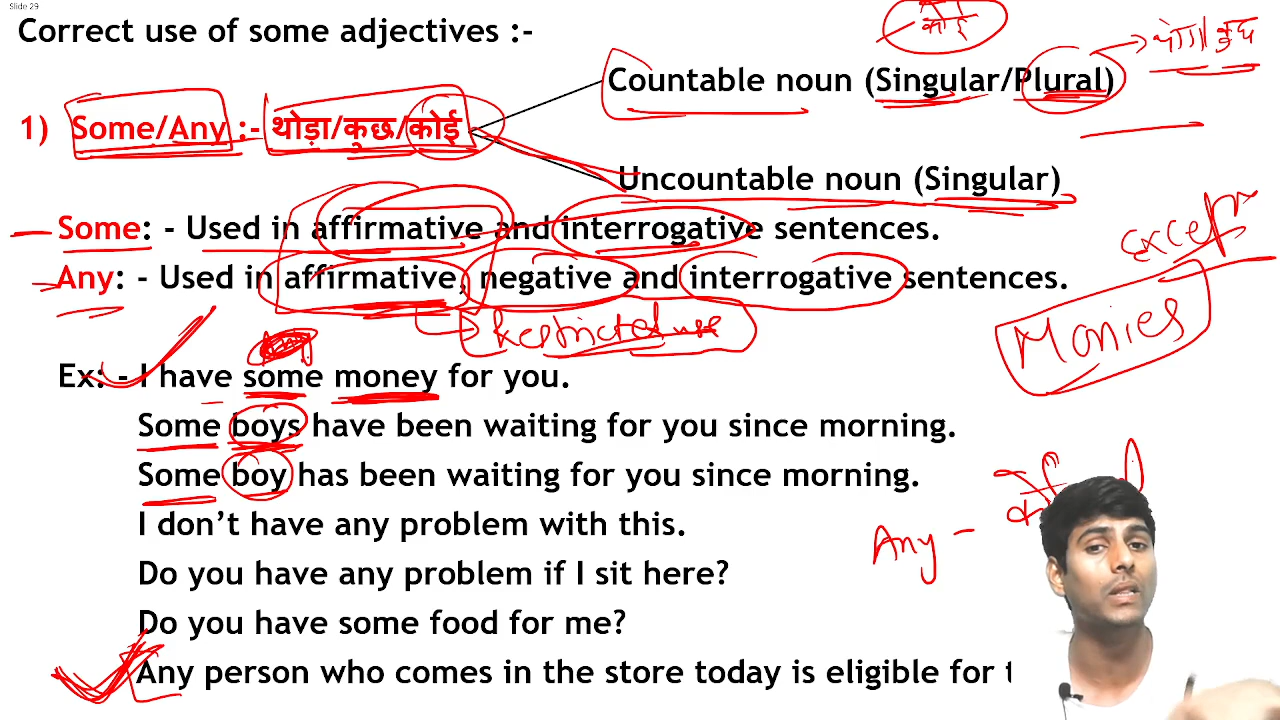 Slide 29
Correct use of some adjectives :-
कोई
Countable noun (Singular/Plural)
थोड़ा/कुछ
1) Some/Any :- थोड़ा/कुछ/कोई
Uncountable noun (Singular)
Some: - Used in affirmative and interrogative sentences.
Except
Any: - Used in affirmative, negative and interrogative sentences.
Restricted use
Monies
Ex: - I have some money for you.
Some boys have been waiting for you since morning.
Some boy has been waiting for you since morning.
I don't have any problem with this.
Any -
Do you have any problem if I sit here?
Do you have some food for me?
Any person who comes in the store today is eligible for